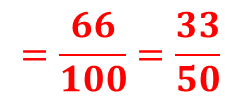 = 66/100 = 33/50